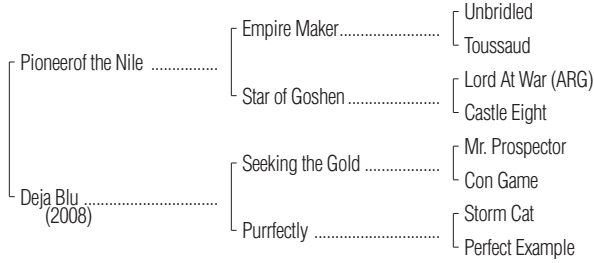 Unbridled
Empire Maker
Toussaud
Pioneerof the Nile
Lord At War (ARG)
Star of Goshen
Castle Eight
Mr. Prospector
Seeking the Gold
Con Game
Deja Blu
(2008)
Storm Cat
Purrfectly
Perfect Example